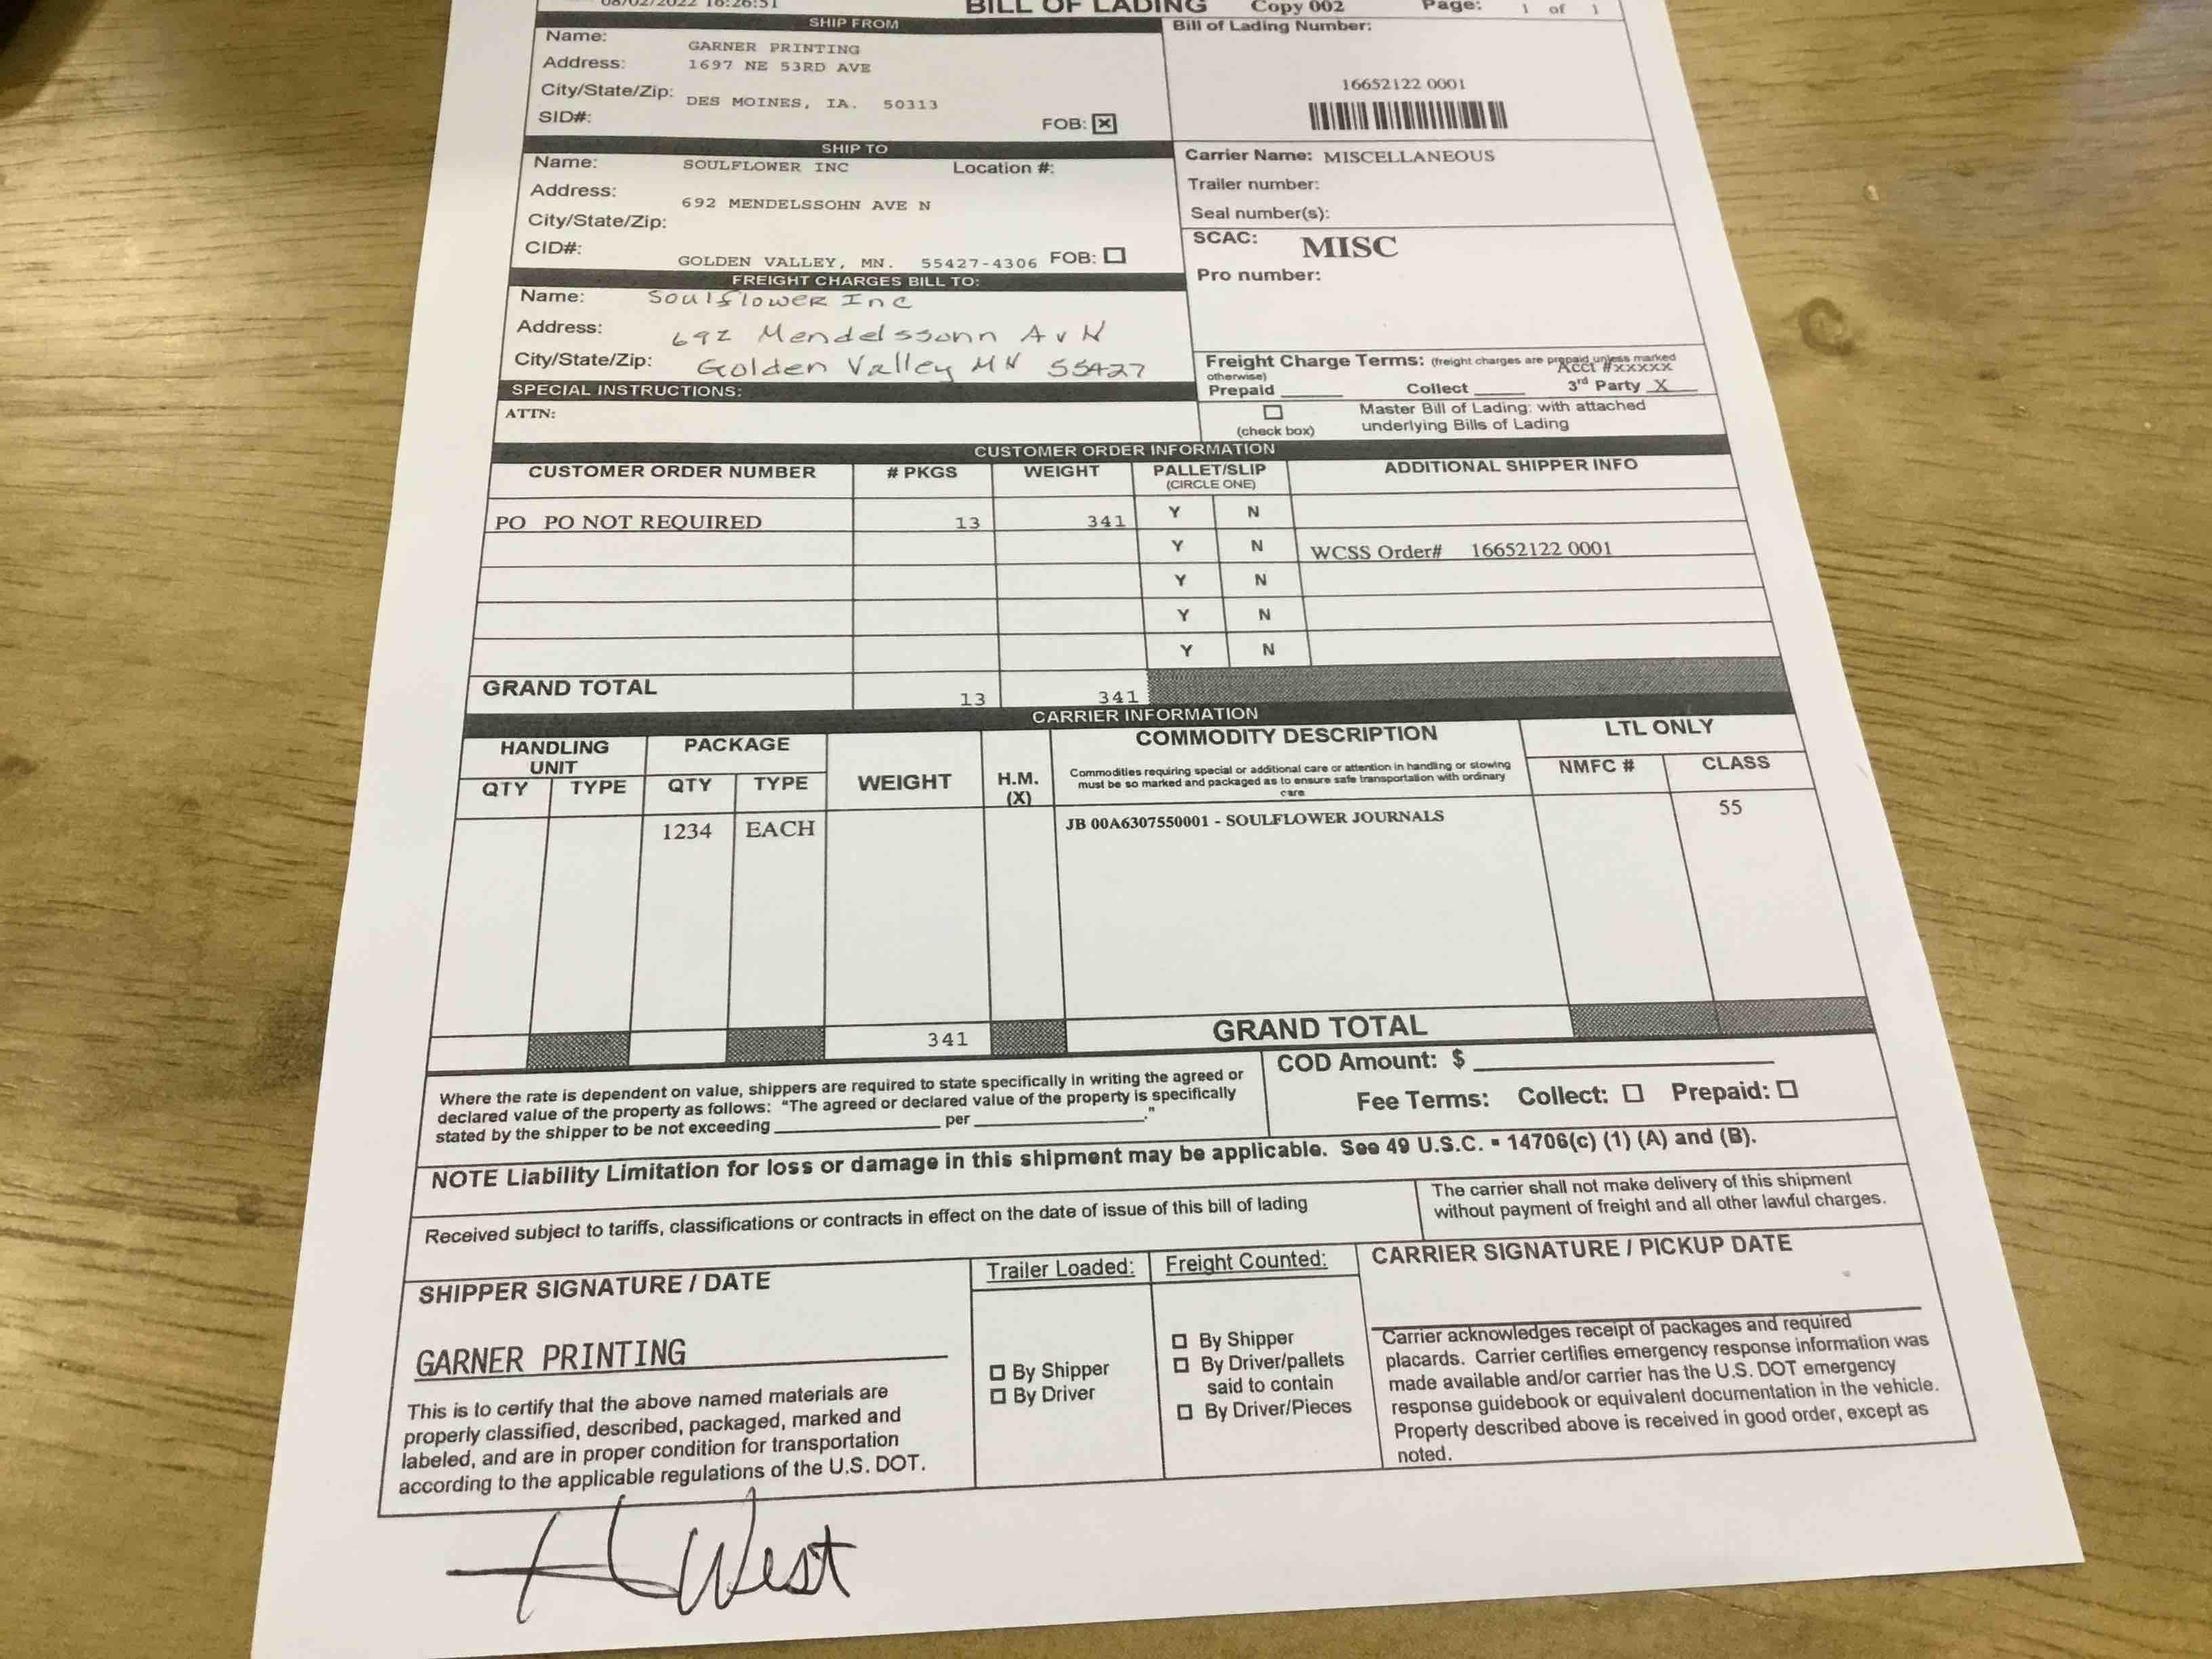 08/02/2022 16:26:51 BILL OF LADING Copy 002 Page: 1 of 1
SHIP FROM
Name: GARNER PRINTING
Address: 1697 NE 53RD AVE
City/State/Zip: DES MOINES, IA. 50313
SID#: FOB: ☒
Bill of Lading Number:
16652122 0001
SHIP TO
Name: SOULFLOWER INC Location #:
Address: 692 MENDELSSOHN AVE N
City/State/Zip:
CID#: GOLDEN VALLEY, MN. 55427-4306 FOB: ☐
Carrier Name: MISCELLANEOUS
Trailer number:
Seal number(s):
SCAC: MISC
Pro number:
FREIGHT CHARGES BILL TO:
Name: Soulflower Inc
Address: 692 Mendelssonn Av N
City/State/Zip: Golden Valley MN 55427
Freight Charge Terms: (freight charges are prepaid unless marked
otherwise) Acct #xxxxx
Prepaid ______ Collect ______ 3rd Party X
SPECIAL INSTRUCTIONS:
ATTN:
☐ Master Bill of Lading: with attached
(check box) underlying Bills of Lading
CUSTOMER ORDER INFORMATION
CUSTOMER ORDER NUMBER # PKGS WEIGHT PALLET/SLIP ADDITIONAL SHIPPER INFO
(CIRCLE ONE)
PO PO NOT REQUIRED 13 341 Y N
Y N WCSS Order# 16652122 0001
Y N
Y N
Y N
GRAND TOTAL 13 341
CARRIER INFORMATION
HANDLING UNIT PACKAGE WEIGHT H.M. (X) COMMODITY DESCRIPTION LTL ONLY
QTY TYPE QTY TYPE NMFC # CLASS
Commodities requiring special or additional care or attention in handling or stowing
must be so marked and packaged as to ensure safe transportation with ordinary
care
1234 EACH JB 00A6307550001 - SOULFLOWER JOURNALS 55
341 GRAND TOTAL
Where the rate is dependent on value, shippers are required to state specifically in writing the agreed or
declared value of the property as follows: "The agreed or declared value of the property is specifically
stated by the shipper to be not exceeding ______ per ______."
COD Amount: $ ______
Fee Terms: Collect: ☐ Prepaid: ☐
NOTE Liability Limitation for loss or damage in this shipment may be applicable. See 49 U.S.C. ▪ 14706(c) (1) (A) and (B).
Received subject to tariffs, classifications or contracts in effect on the date of issue of this bill of lading
The carrier shall not make delivery of this shipment
without payment of freight and all other lawful charges.
SHIPPER SIGNATURE / DATE
GARNER PRINTING
This is to certify that the above named materials are
properly classified, described, packaged, marked and
labeled, and are in proper condition for transportation
according to the applicable regulations of the U.S. DOT.
Trailer Loaded:
☐ By Shipper
☐ By Driver
Freight Counted:
☐ By Shipper
☐ By Driver/pallets
said to contain
☐ By Driver/Pieces
CARRIER SIGNATURE / PICKUP DATE
Carrier acknowledges receipt of packages and required
placards. Carrier certifies emergency response information was
made available and/or carrier has the U.S. DOT emergency
response guidebook or equivalent documentation in the vehicle.
Property described above is received in good order, except as
noted.
West